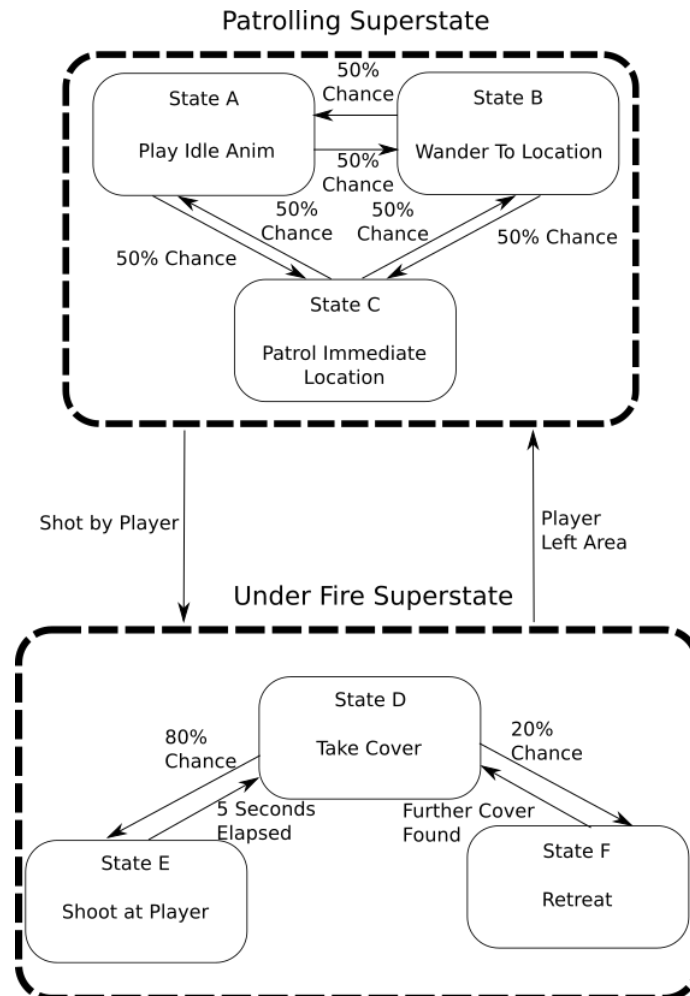 Patrolling Superstate
50%
Chance
State A
State B
Play Idle Anim
Wander To Location
50%
Chance
50%
Chance
50%
Chance
50% Chance
50% Chance
State C
Patrol Immediate
Location
Shot by Player
Player
Left Area
Under Fire Superstate
State D
Take Cover
80%
Chance
20%
Chance
5 Seconds
Elapsed
Further Cover
Found
State E
Shoot at Player
State F
Retreat